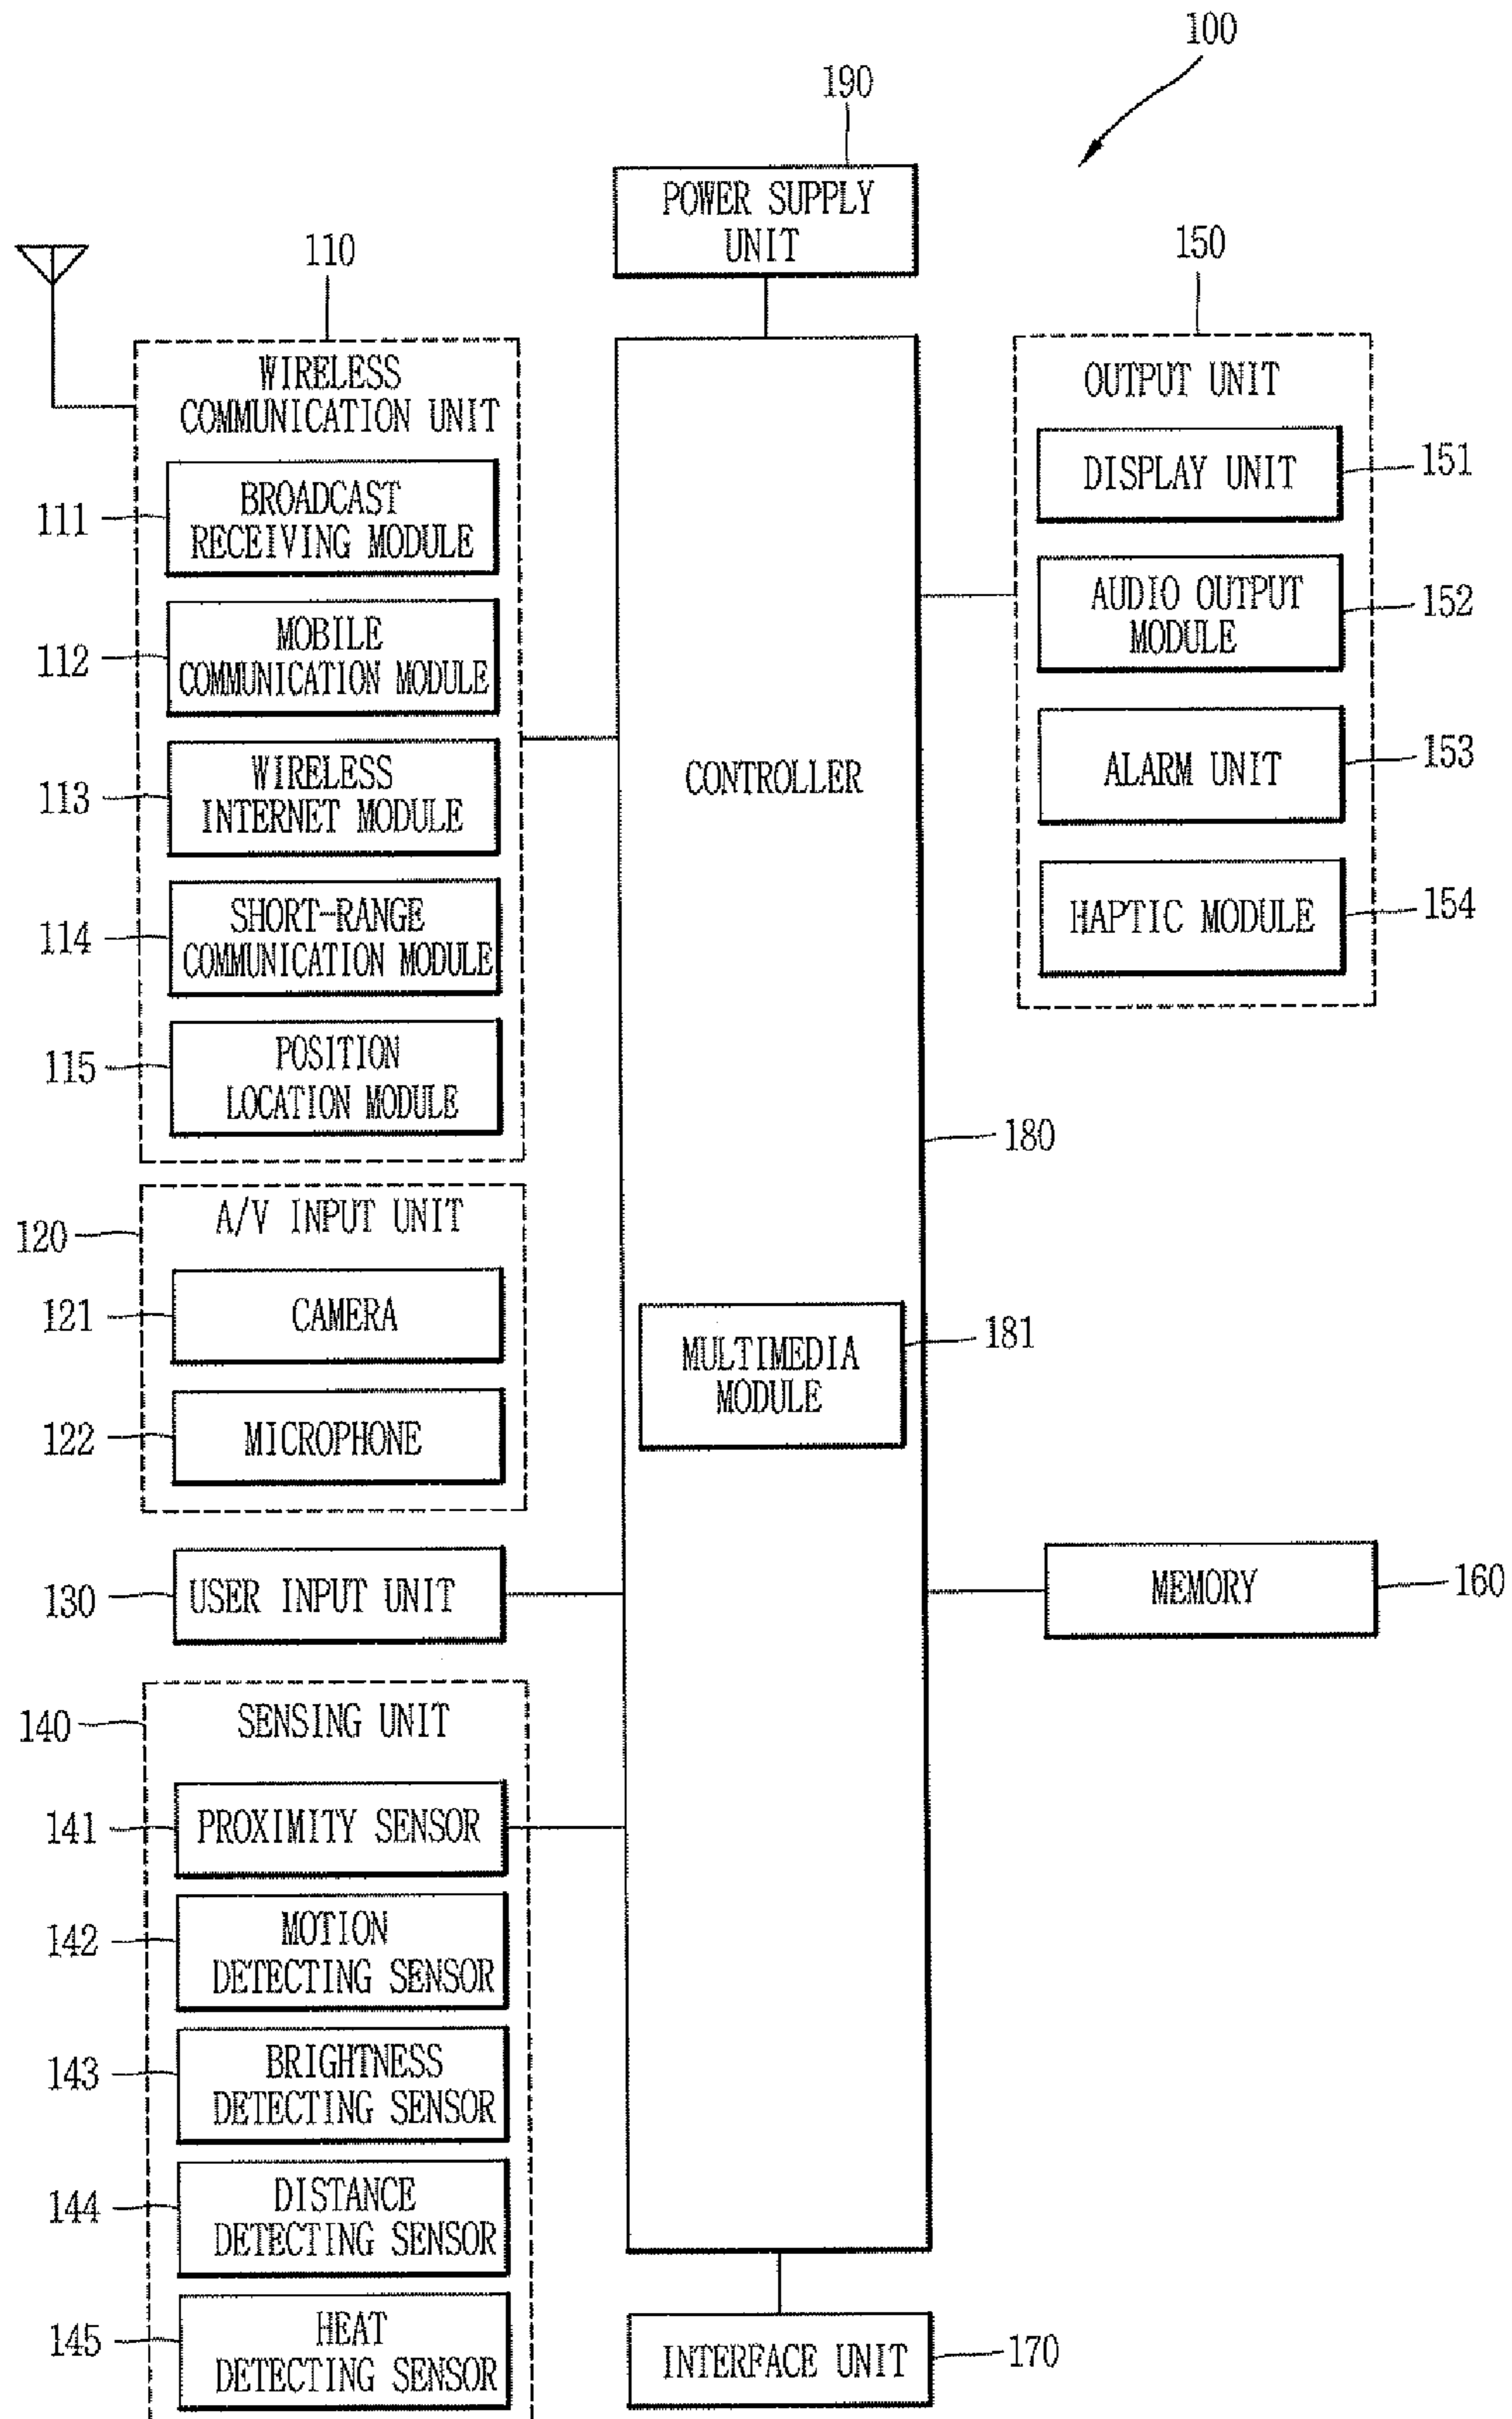 100
190
POWER SUPPLY
UNIT
110
WIRELESS
COMMUNICATION UNIT
111
BROADCAST
RECEIVING MODULE
112
MOBILE
COMMUNICATION MODULE
113
WIRELESS
INTERNET MODULE
114
SHORT-RANGE
COMMUNICATION MODULE
115
POSITION
LOCATION MODULE
120
A/V INPUT UNIT
121
CAMERA
122
MICROPHONE
130
USER INPUT UNIT
140
SENSING UNIT
141
PROXIMITY SENSOR
142
MOTION
DETECTING SENSOR
143
BRIGHTNESS
DETECTING SENSOR
144
DISTANCE
DETECTING SENSOR
145
HEAT
DETECTING SENSOR
CONTROLLER
180
MULTIMEDIA
MODULE
181
150
OUTPUT UNIT
DISPLAY UNIT
151
AUDIO OUTPUT
MODULE
152
ALARM UNIT
153
HAPTIC MODULE
154
MEMORY
160
INTERFACE UNIT
170